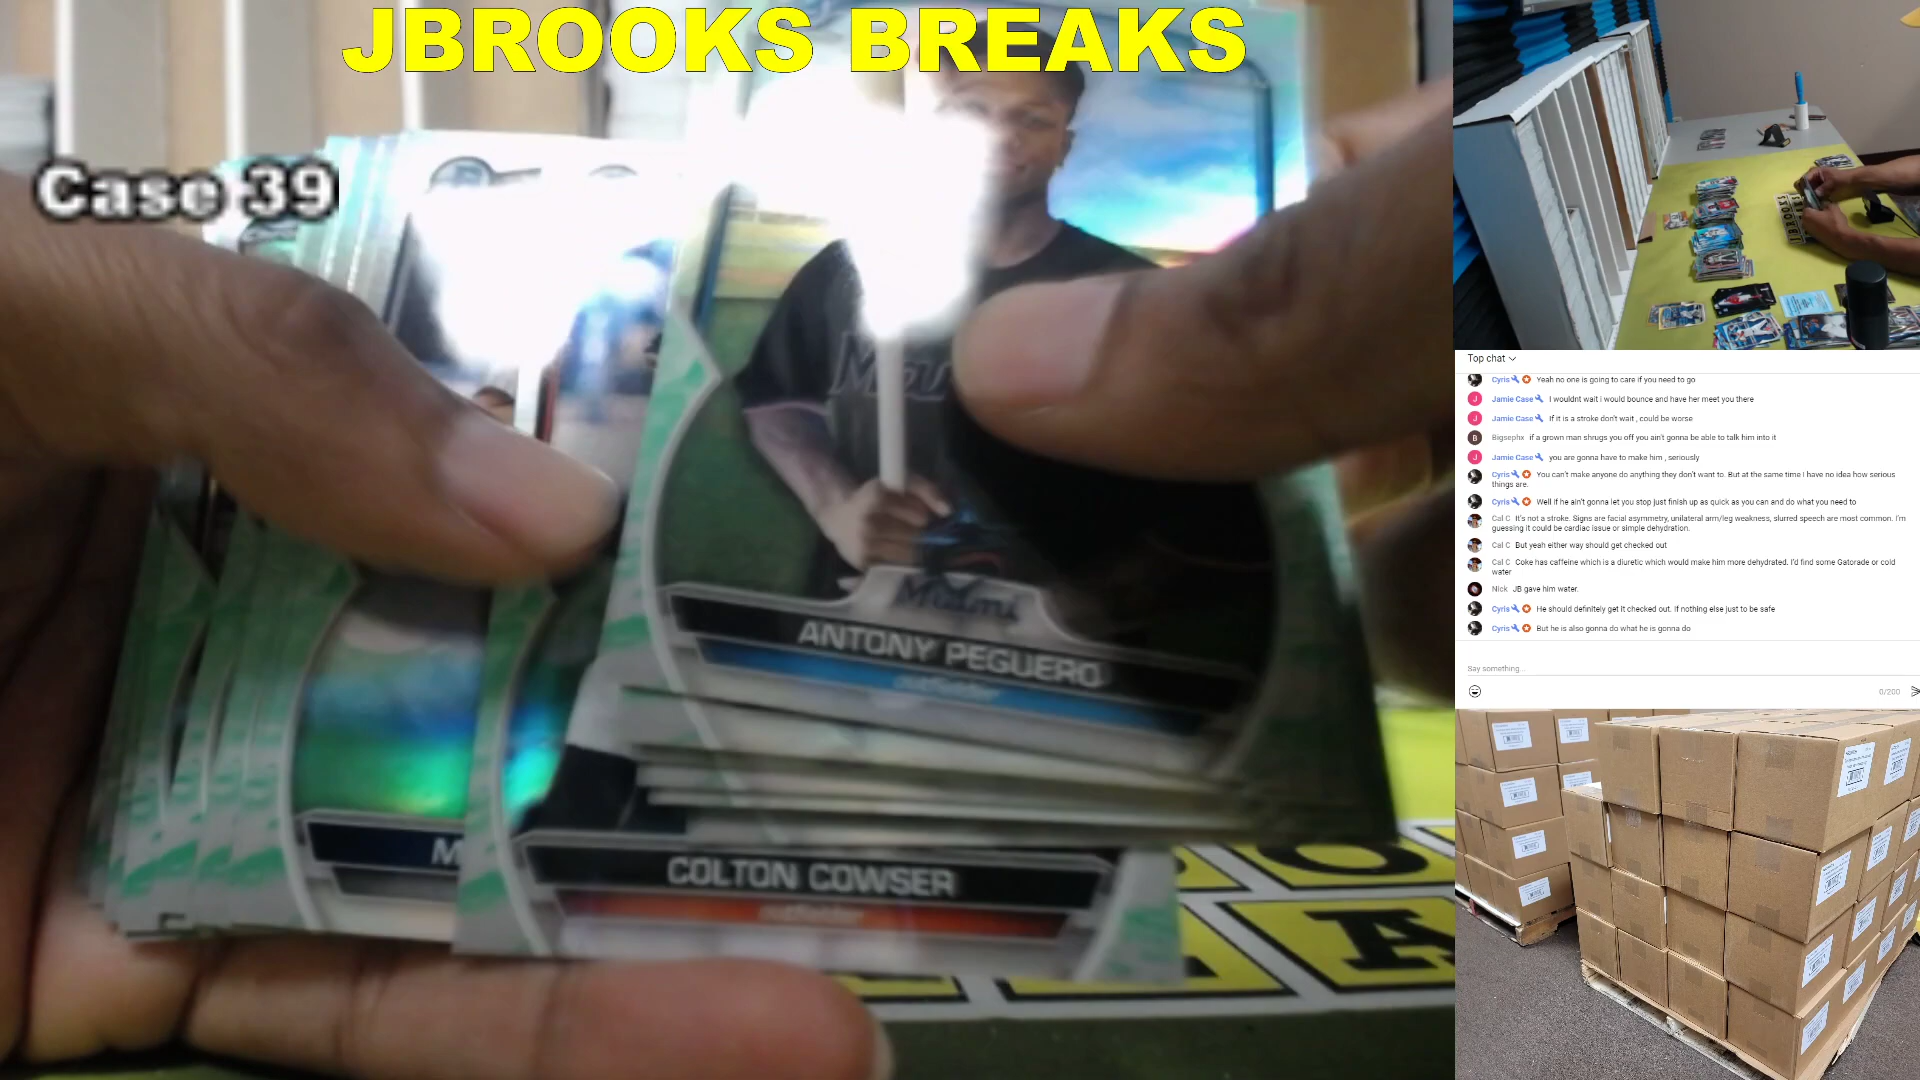 JBROOKS BREAKS
Case 39
Miami
ANTONY PEGUERO
outfielder
COLTON COWSER
outfielder
Top chat
Cyris Yeah no one is going to care if you need to go
J Jamie Case I wouldnt wait i would bounce and have her meet you there
J Jamie Case If it is a stroke don't wait , could be worse
B Bigsephx if a grown man shrugs you off you ain't gonna be able to talk him into it
J Jamie Case you are gonna have to make him , seriously
Cyris You can't make anyone do anything they don't want to. But at the same time I have no idea how serious
things are.
Cyris Well if he ain't gonna let you stop just finish up as quick as you can and do what you need to
Cal C It's not a stroke. Signs are facial asymmetry, unilateral arm/leg weakness, slurred speech are most common. I'm
guessing it could be cardiac issue or simple dehydration.
Cal C But yeah either way should get checked out
Cal C Coke has caffeine which is a diuretic which would make him more dehydrated. I'd find some Gatorade or cold
water
Nick JB gave him water.
Cyris He should definitely get it checked out. If nothing else just to be safe
Cyris But he is also gonna do what he is gonna do
Say something...
0/200